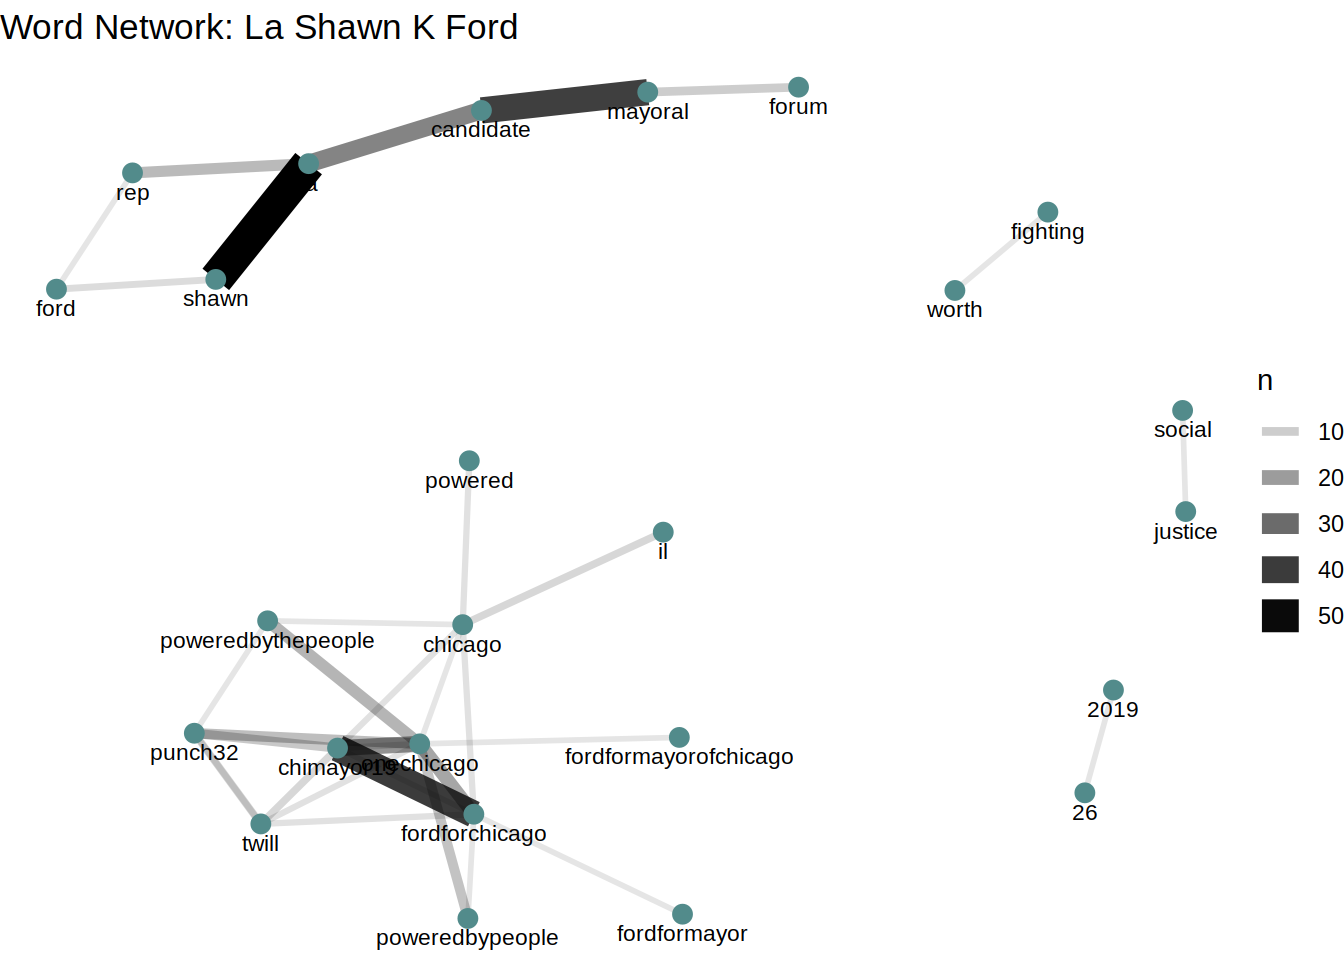 Word Network: La Shawn K Ford
forum
mayoral
candidate
rep
fighting
shawn
ford
worth
n
10
social
20
powered
30
justice
il
40
50
poweredbythepeople
chicago
2019
punch32
fordformayorofchicago
onechicago
chimayor19
26
fordforchicago
twill
fordformayor
poweredbypeople